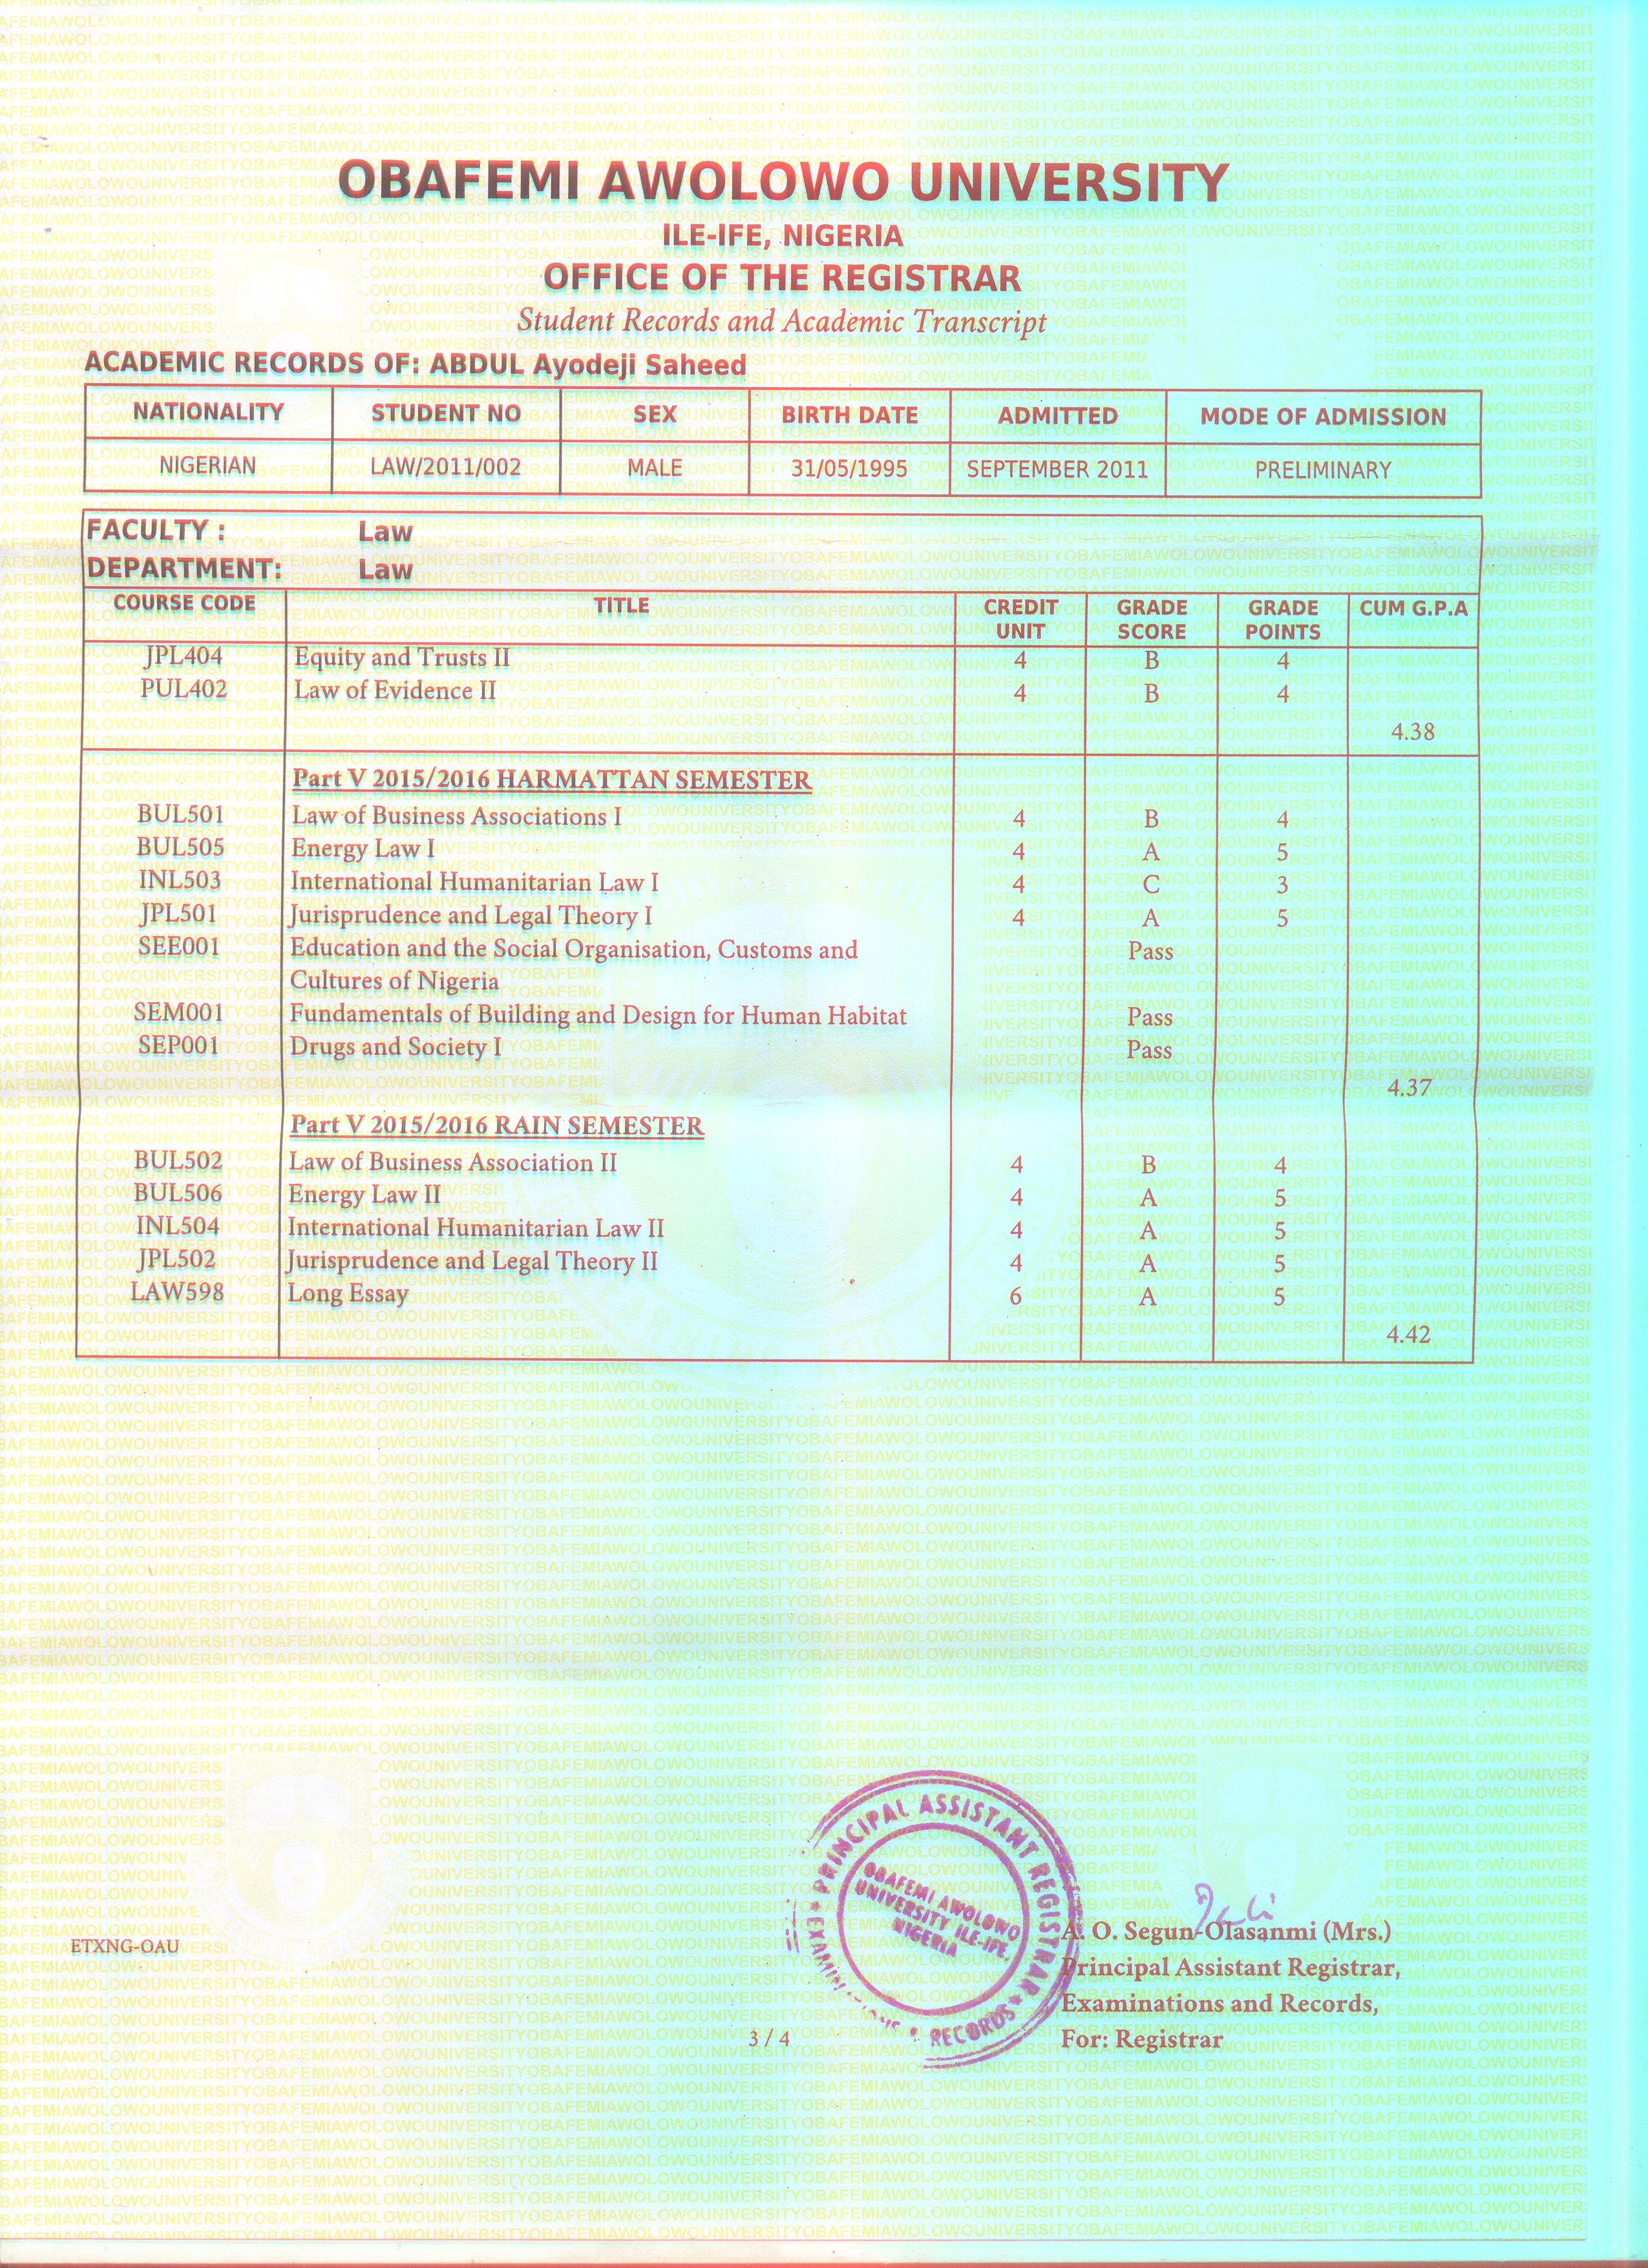 OBAFEMI AWOLOWO UNIVERSITY
ILE-IFE, NIGERIA
OFFICE OF THE REGISTRAR
Student Records and Academic Transcript
ACADEMIC RECORDS OF: ABDUL Ayodeji Saheed
NATIONALITY STUDENT NO SEX BIRTH DATE ADMITTED MODE OF ADMISSION
NIGERIAN LAW/2011/002 MALE 31/05/1995 SEPTEMBER 2011 PRELIMINARY
FACULTY : Law
DEPARTMENT: Law
COURSE CODE TITLE CREDIT UNIT GRADE SCORE GRADE POINTS CUM G.P.A
JPL404 Equity and Trusts II 4 B 4
PUL402 Law of Evidence II 4 B 4
4.38
Part V 2015/2016 HARMATTAN SEMESTER
BUL501 Law of Business Associations I 4 B 4
BUL505 Energy Law I 4 A 5
INL503 International Humanitarian Law I 4 C 3
JPL501 Jurisprudence and Legal Theory I 4 A 5
SEE001 Education and the Social Organisation, Customs and Pass
Cultures of Nigeria
SEM001 Fundamentals of Building and Design for Human Habitat Pass
SEP001 Drugs and Society I Pass
4.37
Part V 2015/2016 RAIN SEMESTER
BUL502 Law of Business Association II 4 B 4
BUL506 Energy Law II 4 A 5
INL504 International Humanitarian Law II 4 A 5
JPL502 Jurisprudence and Legal Theory II 4 A 5
LAW598 Long Essay 6 A 5
4.42
PRINCIPAL ASSISTANT REGISTRAR
OBAFEMI AWOLOWO
UNIVERSITY ILE-IFE,
NIGERIA
RECORDS
ETXNG-OAU
A. O. Segun-Olasanmi (Mrs.)
Principal Assistant Registrar,
Examinations and Records,
For: Registrar
3 / 4